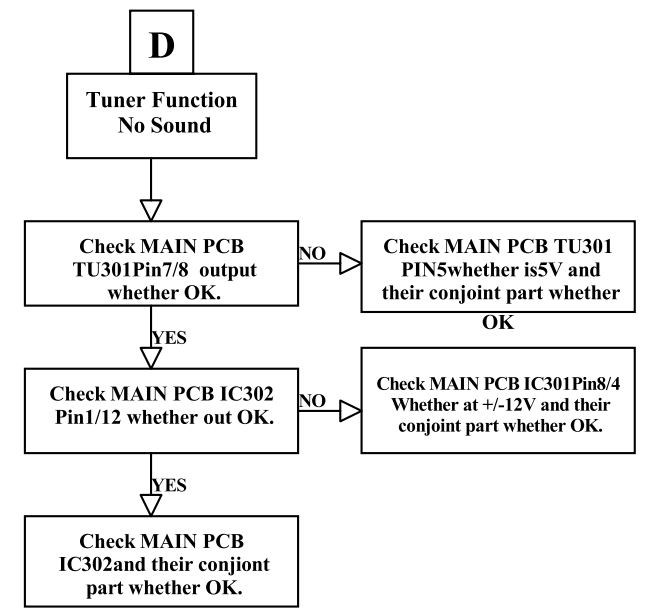 D
Tuner Function
No Sound
Check MAIN PCB
TU301Pin7/8 output
whether OK.
NO
Check MAIN PCB TU301
PIN5whether is5V and
their conjoint part whether
OK
YES
Check MAIN PCB IC302
Pin1/12 whether out OK.
NO
Check MAIN PCB IC301Pin8/4
Whether at +/-12V and their
conjoint part whether OK.
YES
Check MAIN PCB
IC302and their conjiont
part whether OK.